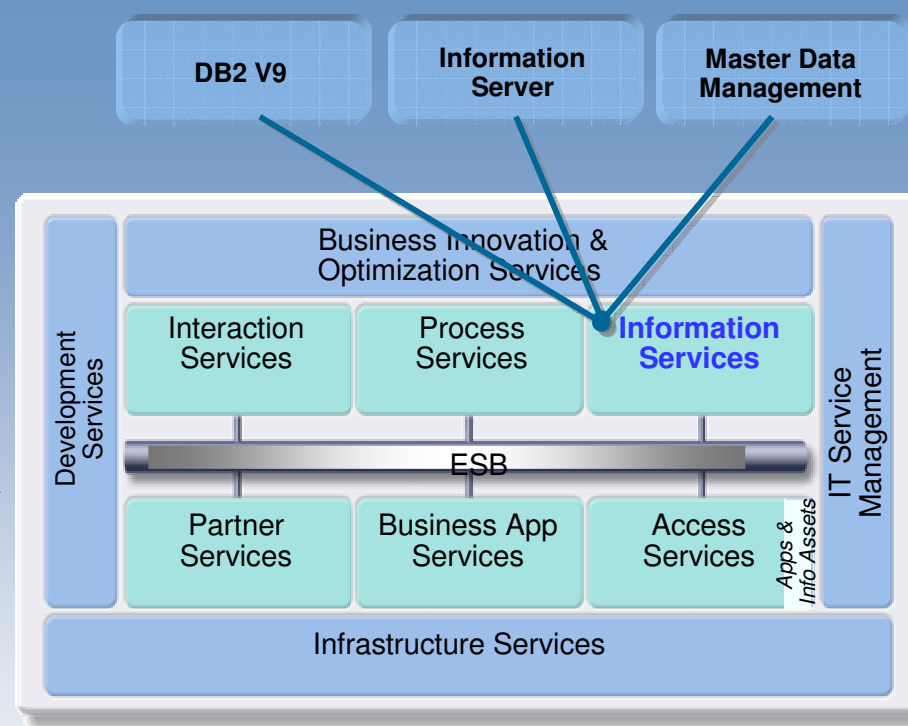 DB2 V9
Information
Server
Master Data
Management
Business Innovation &
Optimization Services
Development
Services
Interaction
Services
Process
Services
Information
Services
IT Service
Management
ESB
Partner
Services
Business App
Services
Access
Services
Apps &
Info Assets
Infrastructure Services